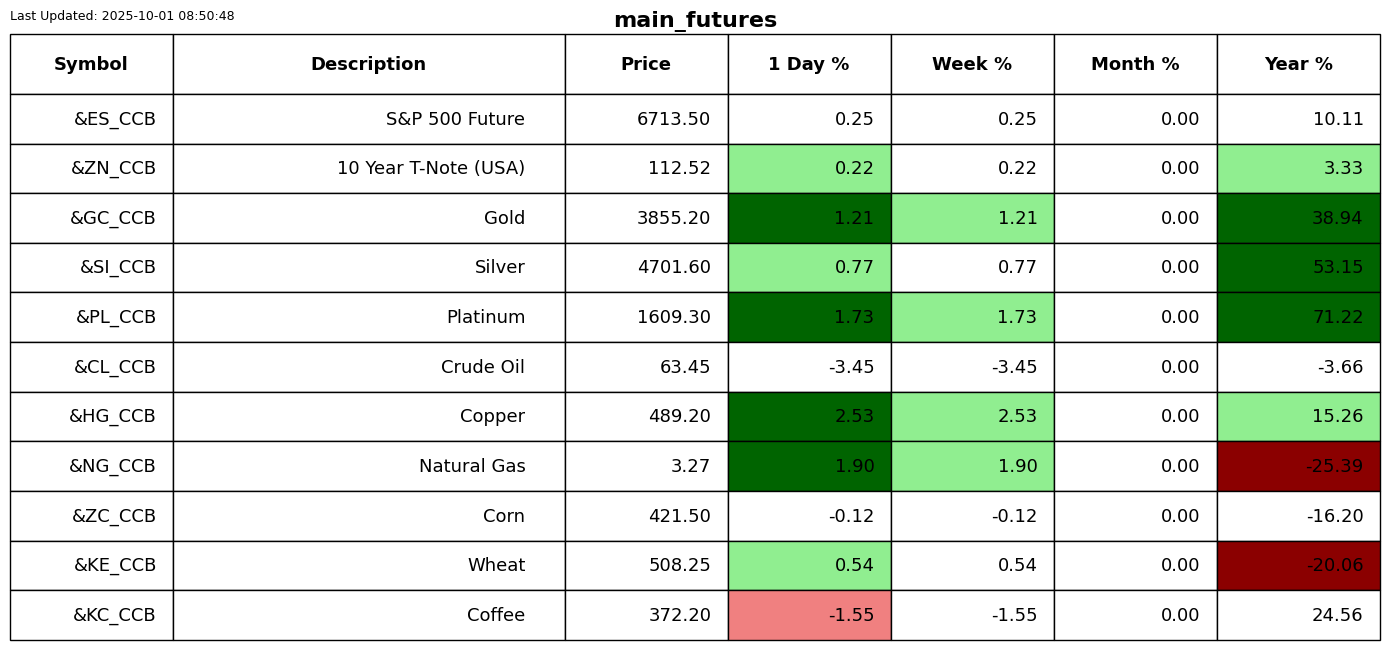 Last Updated: 2025-10-01 08:50:48
main_futures
Symbol Description Price 1 Day % Week % Month % Year %
&ES_CCB S&P 500 Future 6713.50 0.25 0.25 0.00 10.11
&ZN_CCB 10 Year T-Note (USA) 112.52 0.22 0.22 0.00 3.33
&GC_CCB Gold 3855.20 1.21 1.21 0.00 38.94
&SI_CCB Silver 4701.60 0.77 0.77 0.00 53.15
&PL_CCB Platinum 1609.30 1.73 1.73 0.00 71.22
&CL_CCB Crude Oil 63.45 -3.45 -3.45 0.00 -3.66
&HG_CCB Copper 489.20 2.53 2.53 0.00 15.26
&NG_CCB Natural Gas 3.27 1.90 1.90 0.00 -25.39
&ZC_CCB Corn 421.50 -0.12 -0.12 0.00 -16.20
&KE_CCB Wheat 508.25 0.54 0.54 0.00 -20.06
&KC_CCB Coffee 372.20 -1.55 -1.55 0.00 24.56